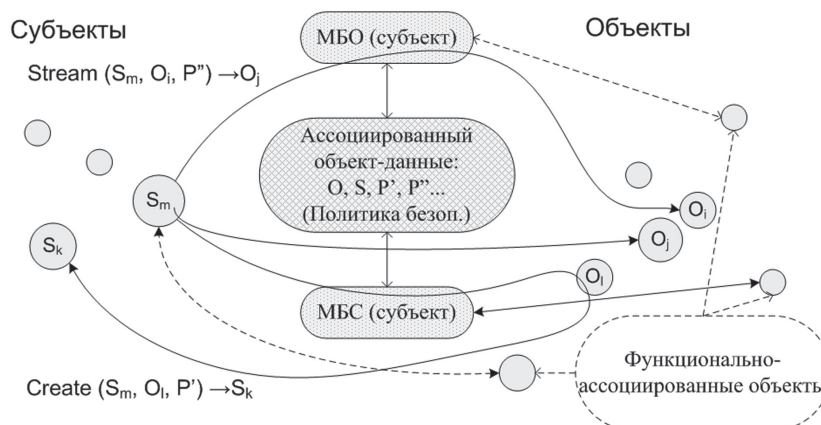 Субъекты
МБО (субъект)
Объекты
Stream (Sm, Oi, P”) →Oj
Ассоциированный
объект-данные:
O, S, P’, P”...
(Политика безоп.)
Sm
Oi
Sk
Oj
Ol
МБС (субъект)
Функционально-
ассоциированные объекты
Create (Sm, Ol, P’) →Sk